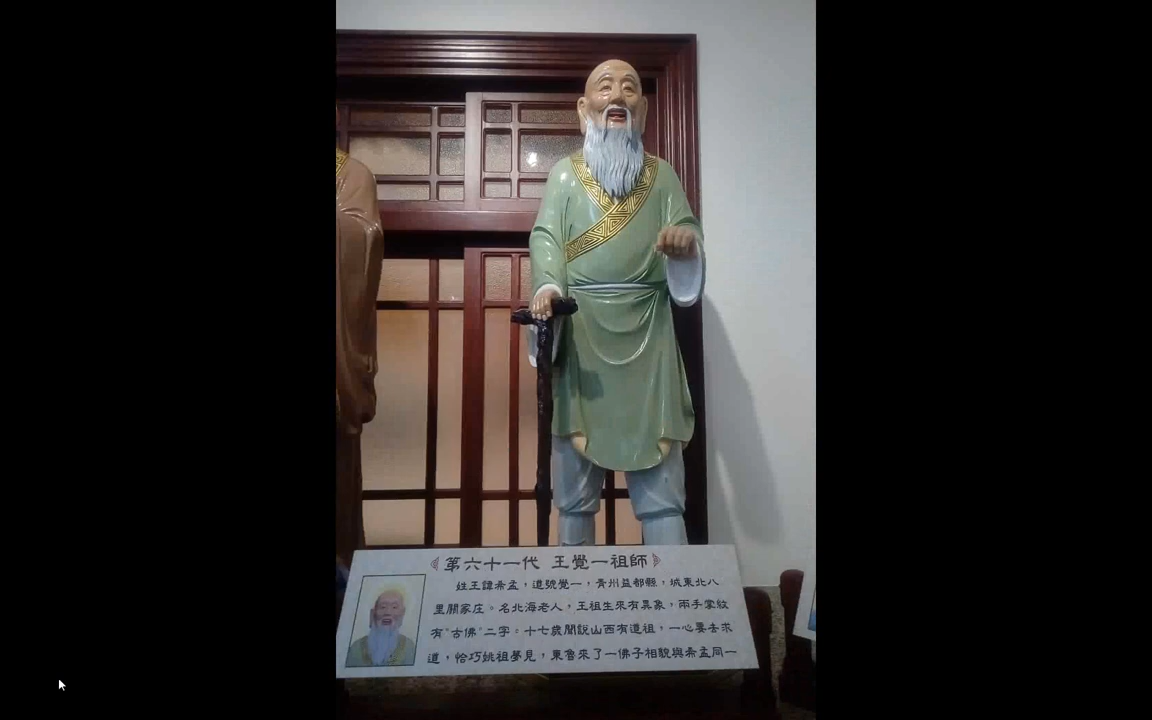 第六十一代 王覺一祖師
姓王諱希孟，道號覺一，青州益都縣，城東北八
里闞家庄。名北海老人，王祖生來有異象，兩手掌紋
有“古佛”二字。十七歲聞說山西有道祖，一心要去求
道，恰巧姚祖夢見，東魯來了一佛子相貌與希孟同一